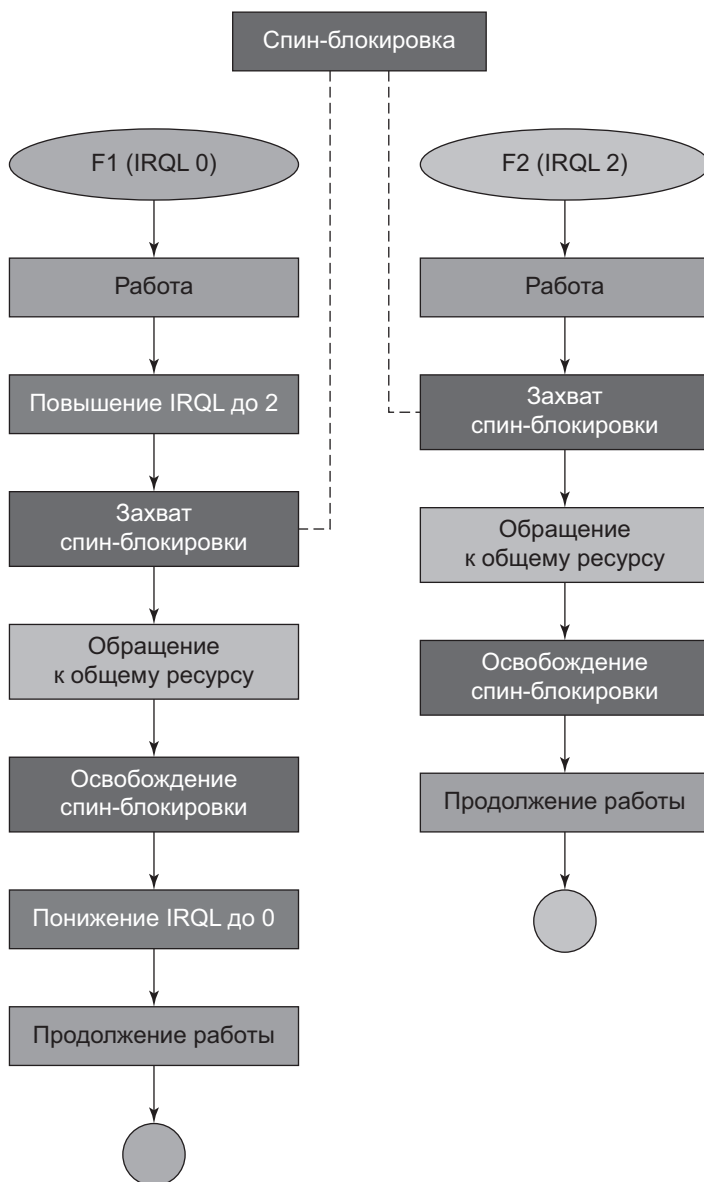 Спин-блокировка
F1 (IRQL 0)
Работа
Повышение IRQL до 2
Захват
спин-блокировки
Обращение
к общему ресурсу
Освобождение
спин-блокировки
Понижение IRQL до 0
Продолжение работы
F2 (IRQL 2)
Работа
Захват
спин-блокировки
Обращение
к общему ресурсу
Освобождение
спин-блокировки
Продолжение работы